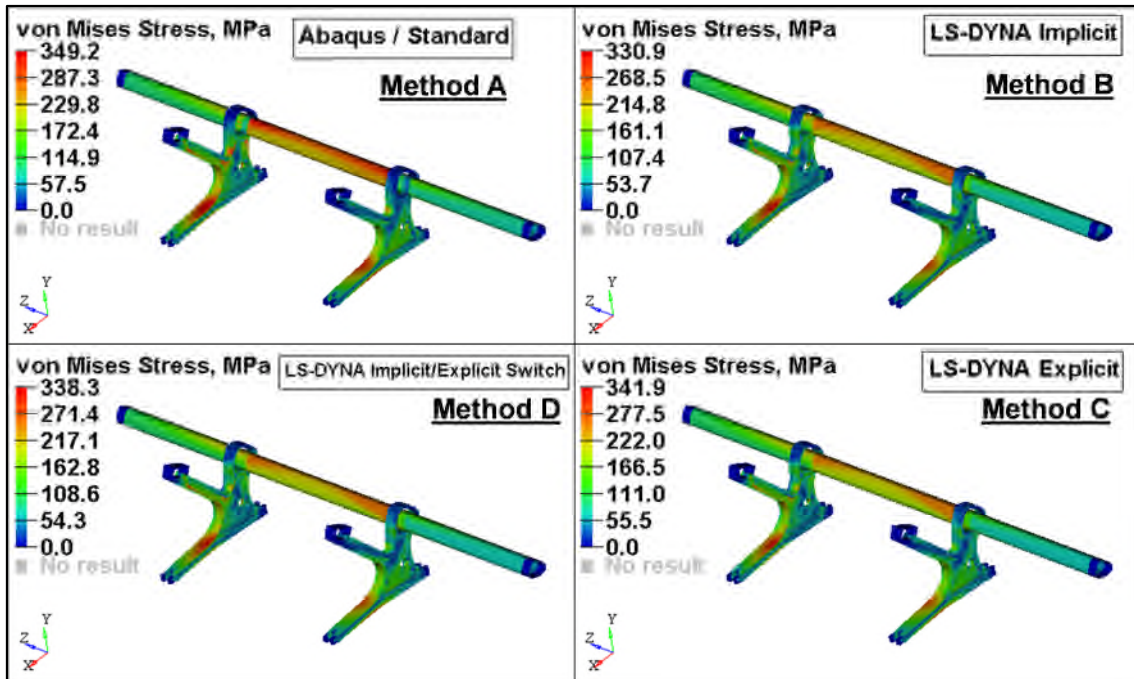 von Mises Stress, MPa
349.2
287.3
229.8
172.4
114.9
57.5
0.0
No result
Abaqus / Standard
Method A
Y
Z
X
von Mises Stress, MPa
330.9
268.5
214.8
161.1
107.4
53.7
0.0
No result
LS-DYNA Implicit
Method B
Y
Z
X
von Mises Stress, MPa
338.3
271.4
217.1
162.8
108.6
54.3
0.0
No result
LS-DYNA Implicit/Explicit Switch
Method D
Y
Z
X
von Mises Stress, MPa
341.9
277.5
222.0
166.5
111.0
55.5
0.0
No result
LS-DYNA Explicit
Method C
Y
Z
X